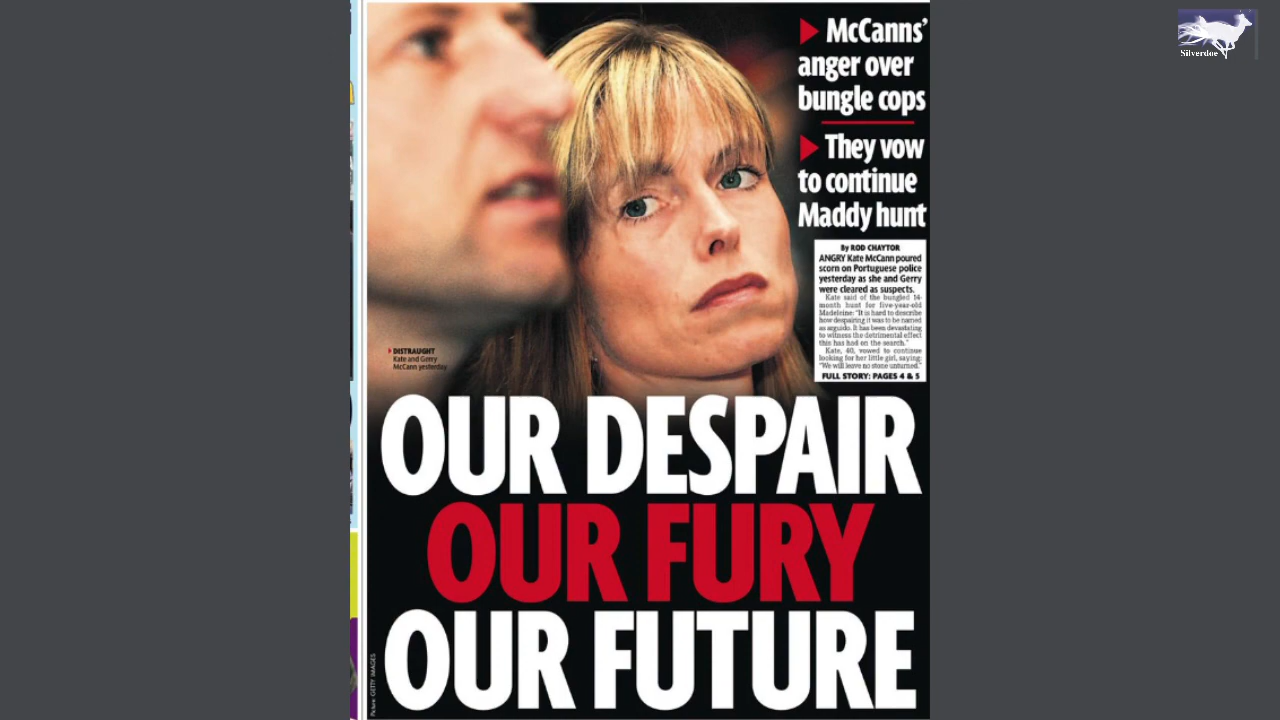 Silverdoe
McCanns'
anger over
bungle cops
They vow
to continue
Maddy hunt
By ROD CHAYTOR
ANGRY Kate McCann poured
scorn on Portuguese police
yesterday as she and Gerry
were cleared as suspects.
Kate said of the bungled 14-
month hunt for five-year-old
Madeleine: "It is hard to describe
how despairing it was to be named
as arguido. It has been devastating
to witness the detrimental effect
this has had on the search."
Kate, 40, vowed to continue
looking for her little girl, saying:
"We will leave no stone unturned."
FULL STORY: PAGES 4 & 5
DISTRAUGHT
Kate and Gerry
McCann yesterday
OUR DESPAIR
OUR FURY
OUR FUTURE
Picture: GETTY IMAGES